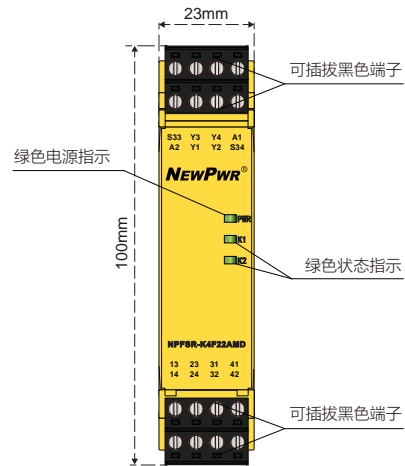 23mm
可插拔黑色端子
S33 Y3 Y4 A1
A2 Y1 Y2 S34
绿色电源指示
NEWPWR®
PWR
K1
100mm
绿色状态指示
K2
NPFSR-K4F22AMD
13 23 31 41
14 24 32 42
可插拔黑色端子